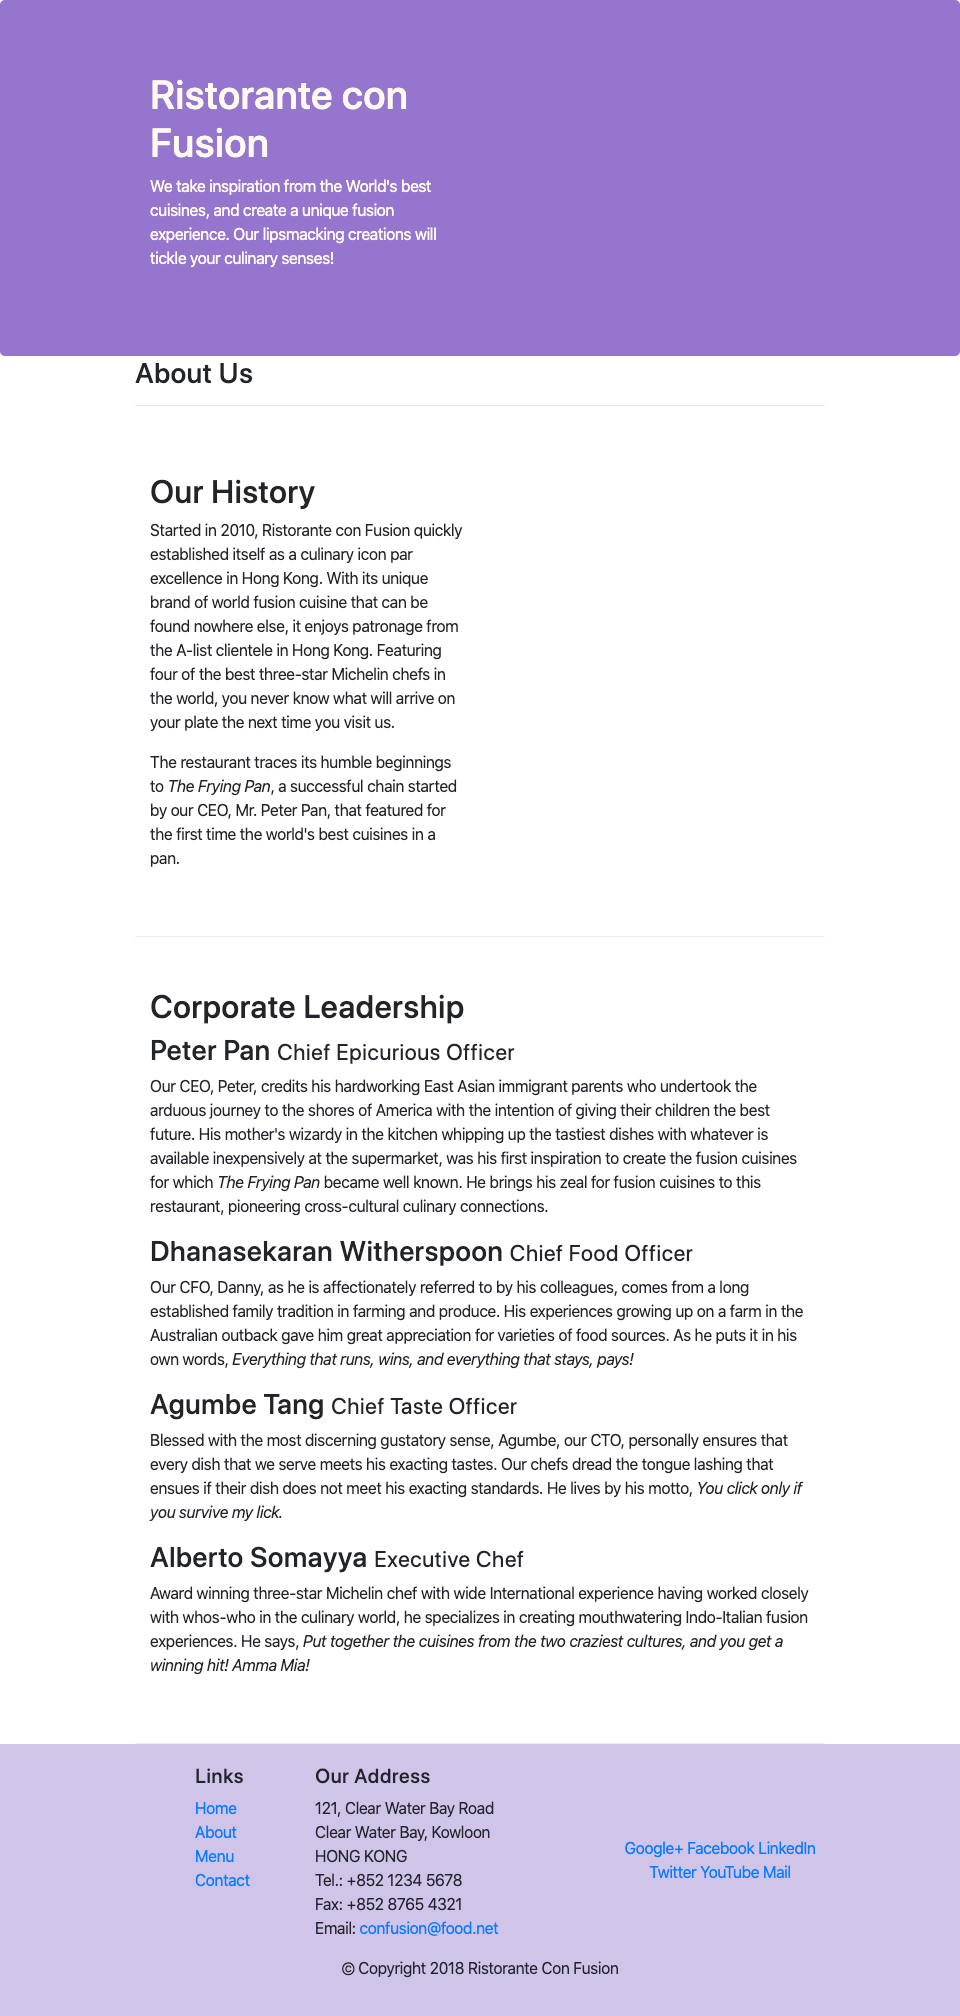 Ristorante con
Fusion
We take inspiration from the World's best
cuisines, and create a unique fusion
experience. Our lipsmacking creations will
tickle your culinary senses!
About Us
Our History
Started in 2010, Ristorante con Fusion quickly
established itself as a culinary icon par
excellence in Hong Kong. With its unique
brand of world fusion cuisine that can be
found nowhere else, it enjoys patronage from
the A-list clientele in Hong Kong. Featuring
four of the best three-star Michelin chefs in
the world, you never know what will arrive on
your plate the next time you visit us.
The restaurant traces its humble beginnings
to The Frying Pan, a successful chain started
by our CEO, Mr. Peter Pan, that featured for
the first time the world's best cuisines in a
pan.
Corporate Leadership
Peter Pan Chief Epicurious Officer
Our CEO, Peter, credits his hardworking East Asian immigrant parents who undertook the
arduous journey to the shores of America with the intention of giving their children the best
future. His mother's wizardy in the kitchen whipping up the tastiest dishes with whatever is
available inexpensively at the supermarket, was his first inspiration to create the fusion cuisines
for which The Frying Pan became well known. He brings his zeal for fusion cuisines to this
restaurant, pioneering cross-cultural culinary connections.
Dhanasekaran Witherspoon Chief Food Officer
Our CFO, Danny, as he is affectionately referred to by his colleagues, comes from a long
established family tradition in farming and produce. His experiences growing up on a farm in the
Australian outback gave him great appreciation for varieties of food sources. As he puts it in his
own words, Everything that runs, wins, and everything that stays, pays!
Agumbe Tang Chief Taste Officer
Blessed with the most discerning gustatory sense, Agumbe, our CTO, personally ensures that
every dish that we serve meets his exacting tastes. Our chefs dread the tongue lashing that
ensues if their dish does not meet his exacting standards. He lives by his motto, You click only if
you survive my lick.
Alberto Somayya Executive Chef
Award winning three-star Michelin chef with wide International experience having worked closely
with whos-who in the culinary world, he specializes in creating mouthwatering Indo-Italian fusion
experiences. He says, Put together the cuisines from the two craziest cultures, and you get a
winning hit! Amma Mia!
Links
Home
About
Menu
Contact
Our Address
121, Clear Water Bay Road
Clear Water Bay, Kowloon
HONG KONG
Tel.: +852 1234 5678
Fax: +852 8765 4321
Email: confusion@food.net
Google+ Facebook LinkedIn
Twitter YouTube Mail
© Copyright 2018 Ristorante Con Fusion